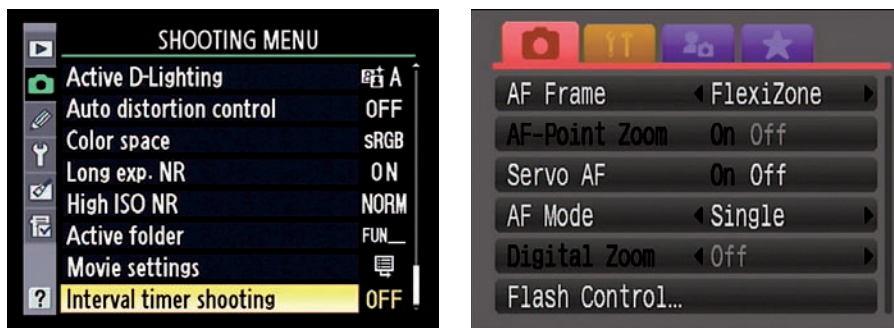 SHOOTING MENU
Active D-Lighting A
Auto distortion control OFF
Color space sRGB
Long exp. NR ON
High ISO NR NORM
Active folder FUN__
Movie settings
? Interval timer shooting OFF
AF Frame FlexiZone
AF-Point Zoom On Off
Servo AF On Off
AF Mode Single
Digital Zoom Off
Flash Control...